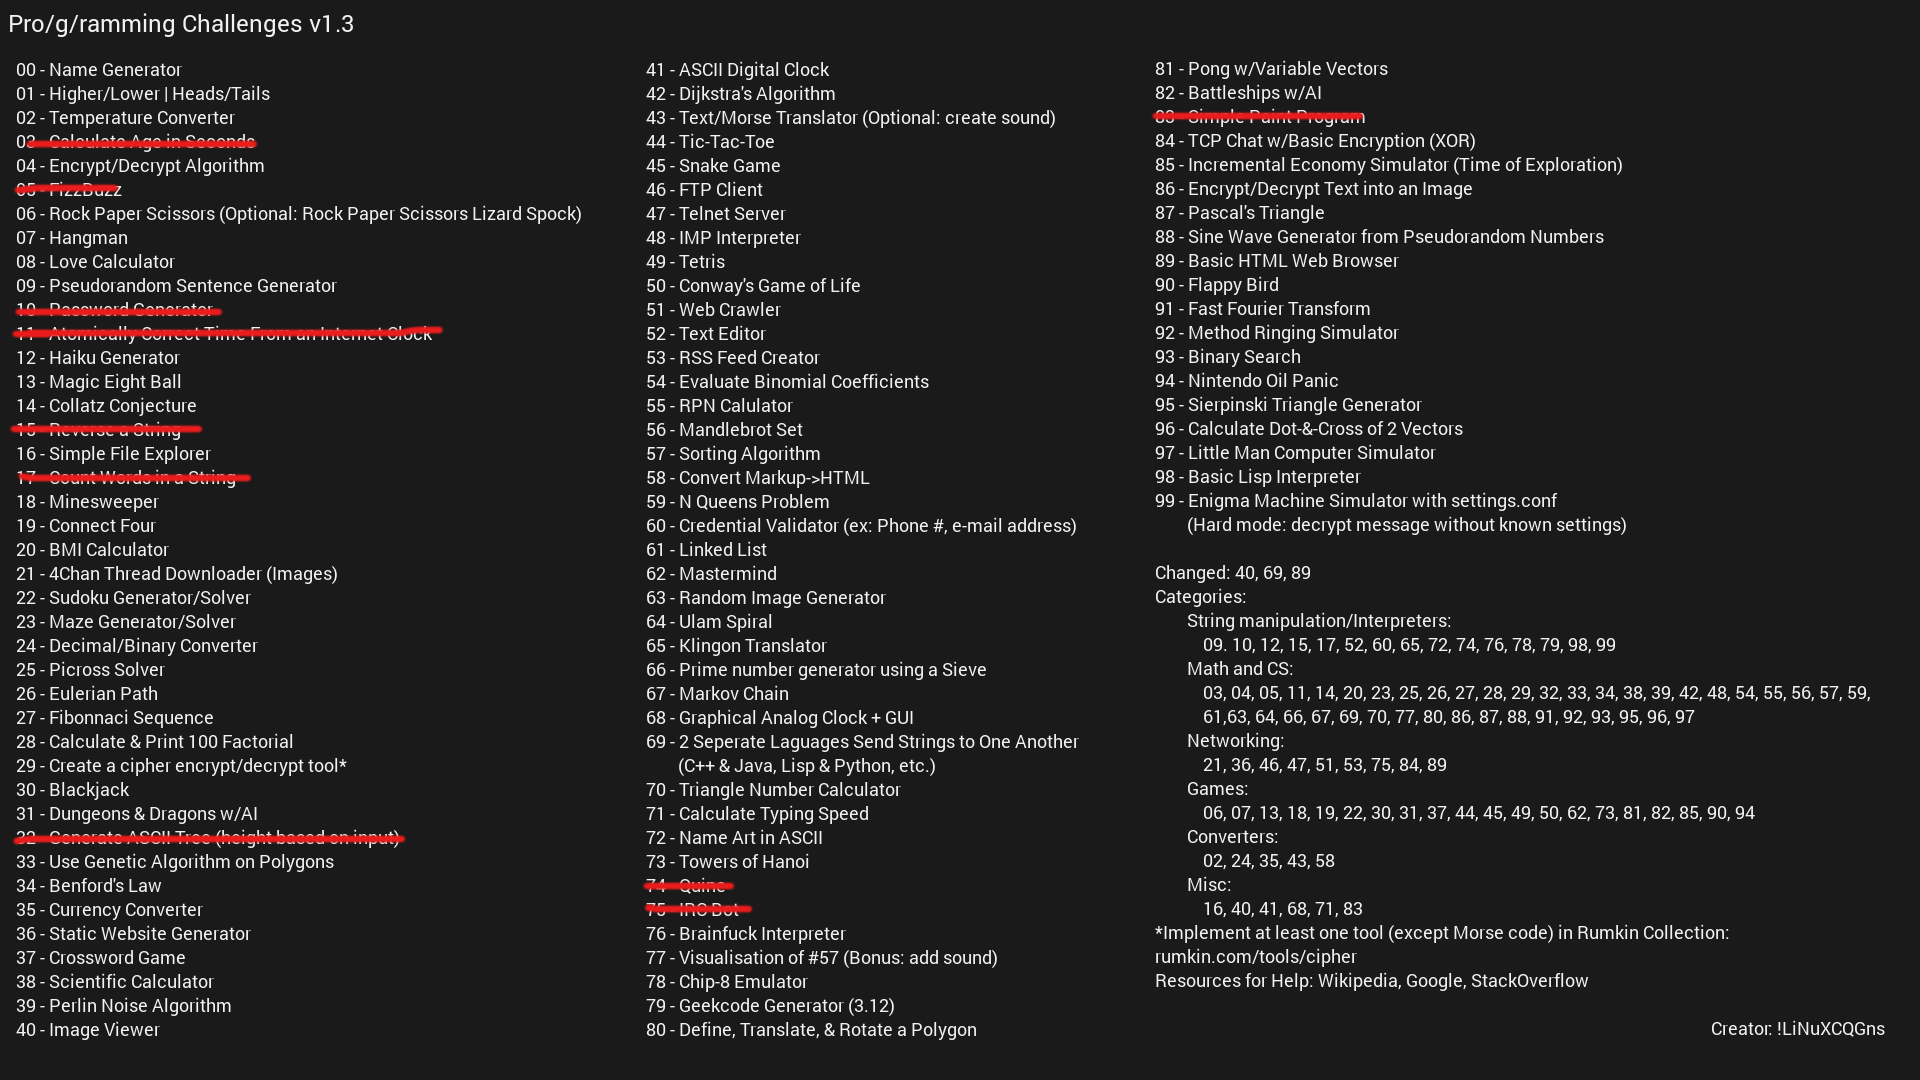 Pro/g/ramming Challenges v1.3
00 - Name Generator
01 - Higher/Lower | Heads/Tails
02 - Temperature Converter
03 - Calculate Age in Seconds
04 - Encrypt/Decrypt Algorithm
05 - FizzBuzz
06 - Rock Paper Scissors (Optional: Rock Paper Scissors Lizard Spock)
07 - Hangman
08 - Love Calculator
09 - Pseudorandom Sentence Generator
10 - Password Generator
11 - Atomically Correct Time From an Internet Clock
12 - Haiku Generator
13 - Magic Eight Ball
14 - Collatz Conjecture
15 - Reverse a String
16 - Simple File Explorer
17 - Count Words in a String
18 - Minesweeper
19 - Connect Four
20 - BMI Calculator
21 - 4Chan Thread Downloader (Images)
22 - Sudoku Generator/Solver
23 - Maze Generator/Solver
24 - Decimal/Binary Converter
25 - Picross Solver
26 - Eulerian Path
27 - Fibonnaci Sequence
28 - Calculate & Print 100 Factorial
29 - Create a cipher encrypt/decrypt tool*
30 - Blackjack
31 - Dungeons & Dragons w/AI
32 - Generate ASCII Tree (height based on input)
33 - Use Genetic Algorithm on Polygons
34 - Benford's Law
35 - Currency Converter
36 - Static Website Generator
37 - Crossword Game
38 - Scientific Calculator
39 - Perlin Noise Algorithm
40 - Image Viewer
41 - ASCII Digital Clock
42 - Dijkstra's Algorithm
43 - Text/Morse Translator (Optional: create sound)
44 - Tic-Tac-Toe
45 - Snake Game
46 - FTP Client
47 - Telnet Server
48 - IMP Interpreter
49 - Tetris
50 - Conway's Game of Life
51 - Web Crawler
52 - Text Editor
53 - RSS Feed Creator
54 - Evaluate Binomial Coefficients
55 - RPN Calulator
56 - Mandlebrot Set
57 - Sorting Algorithm
58 - Convert Markup->HTML
59 - N Queens Problem
60 - Credential Validator (ex: Phone #, e-mail address)
61 - Linked List
62 - Mastermind
63 - Random Image Generator
64 - Ulam Spiral
65 - Klingon Translator
66 - Prime number generator using a Sieve
67 - Markov Chain
68 - Graphical Analog Clock + GUI
69 - 2 Seperate Laguages Send Strings to One Another
(C++ & Java, Lisp & Python, etc.)
70 - Triangle Number Calculator
71 - Calculate Typing Speed
72 - Name Art in ASCII
73 - Towers of Hanoi
74 - Quine
75 - IRC Bot
76 - Brainfuck Interpreter
77 - Visualisation of #57 (Bonus: add sound)
78 - Chip-8 Emulator
79 - Geekcode Generator (3.12)
80 - Define, Translate, & Rotate a Polygon
81 - Pong w/Variable Vectors
82 - Battleships w/AI
83 - Simple Paint Program
84 - TCP Chat w/Basic Encryption (XOR)
85 - Incremental Economy Simulator (Time of Exploration)
86 - Encrypt/Decrypt Text into an Image
87 - Pascal's Triangle
88 - Sine Wave Generator from Pseudorandom Numbers
89 - Basic HTML Web Browser
90 - Flappy Bird
91 - Fast Fourier Transform
92 - Method Ringing Simulator
93 - Binary Search
94 - Nintendo Oil Panic
95 - Sierpinski Triangle Generator
96 - Calculate Dot-&-Cross of 2 Vectors
97 - Little Man Computer Simulator
98 - Basic Lisp Interpreter
99 - Enigma Machine Simulator with settings.conf
(Hard mode: decrypt message without known settings)
Changed: 40, 69, 89
Categories:
String manipulation/Interpreters:
09. 10, 12, 15, 17, 52, 60, 65, 72, 74, 76, 78, 79, 98, 99
Math and CS:
03, 04, 05, 11, 14, 20, 23, 25, 26, 27, 28, 29, 32, 33, 34, 38, 39, 42, 48, 54, 55, 56, 57, 59,
61,63, 64, 66, 67, 69, 70, 77, 80, 86, 87, 88, 91, 92, 93, 95, 96, 97
Networking:
21, 36, 46, 47, 51, 53, 75, 84, 89
Games:
06, 07, 13, 18, 19, 22, 30, 31, 37, 44, 45, 49, 50, 62, 73, 81, 82, 85, 90, 94
Converters:
02, 24, 35, 43, 58
Misc:
16, 40, 41, 68, 71, 83
*Implement at least one tool (except Morse code) in Rumkin Collection:
rumkin.com/tools/cipher
Resources for Help: Wikipedia, Google, StackOverflow
Creator: !LiNuXCQGns